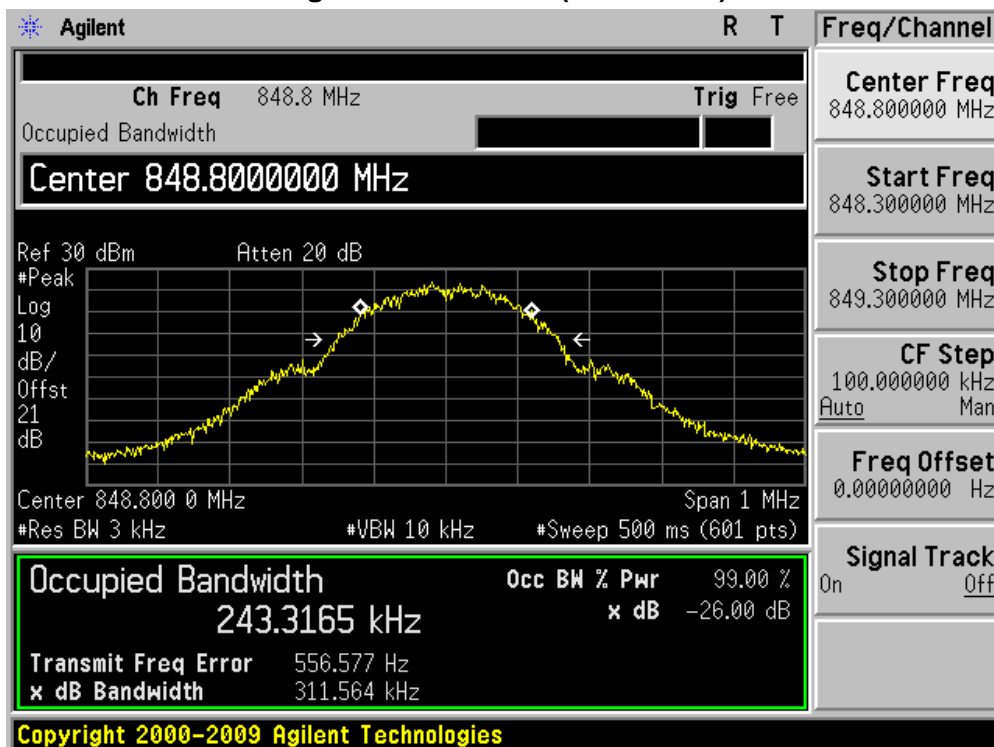 Agilent R T Freq/Channel
Ch Freq 848.8 MHz Trig Free
Occupied Bandwidth
Center 848.8000000 MHz
Center Freq
848.800000 MHz
Start Freq
848.300000 MHz
Stop Freq
849.300000 MHz
CF Step
100.000000 kHz
Auto Man
Freq Offset
0.00000000 Hz
Signal Track
On Off
Ref 30 dBm Atten 20 dB
#Peak
Log
10
dB/
Offst
21
dB
Center 848.800 0 MHz Span 1 MHz
#Res BW 3 kHz #VBW 10 kHz #Sweep 500 ms (601 pts)
Occupied Bandwidth Occ BW % Pwr 99.00 %
243.3165 kHz x dB -26.00 dB
Transmit Freq Error 556.577 Hz
x dB Bandwidth 311.564 kHz
Copyright 2000-2009 Agilent Technologies